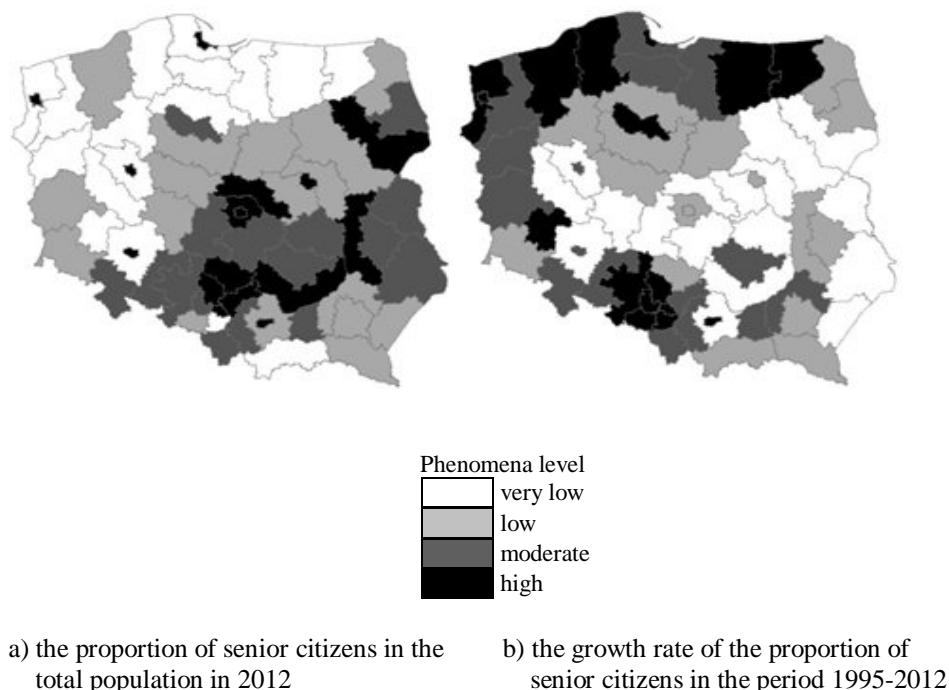 Phenomena level
very low
low
moderate
high
a) the proportion of senior citizens in the
total population in 2012
b) the growth rate of the proportion of
senior citizens in the period 1995-2012